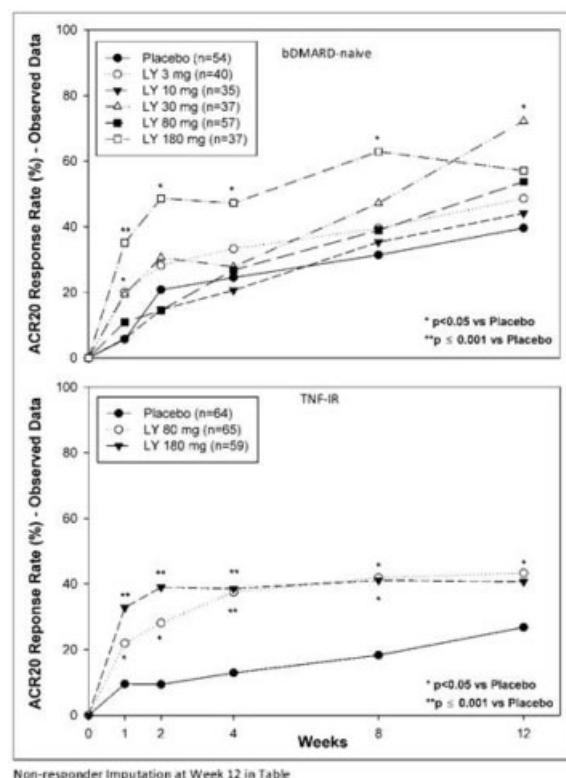 bDMARD-naive
Placebo (n=54)
LY 3 mg (n=40)
LY 10 mg (n=35)
LY 30 mg (n=37)
LY 80 mg (n=57)
LY 180 mg (n=37)
ACR20 Response Rate (%) - Observed Data
100
80
60
40
20
0
**
*
*
*
*
*
* p<0.05 vs Placebo
**p ≤ 0.001 vs Placebo
TNF-IR
Placebo (n=64)
LY 80 mg (n=65)
LY 180 mg (n=59)
ACR20 Reponse Rate (%) - Observed Data
100
80
60
40
20
0
**
**
**
*
*
*
*
**
*
* p<0.05 vs Placebo
**p ≤ 0.001 vs Placebo
0 1 2 4 8 12
Weeks
Non-responder Imputation at Week 12 in Table